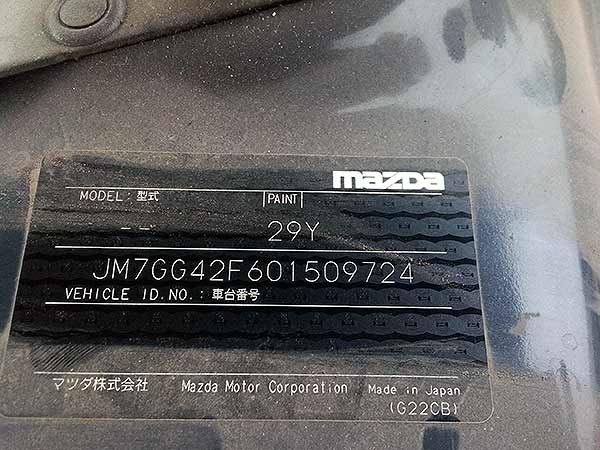 mazda
MODEL: 型式 PAINT
-- 29Y
JM7GG42F601509724
VEHICLE ID.NO.: 車台番号
マツダ株式会社 Mazda Motor Corporation Made in Japan
(G22CB)